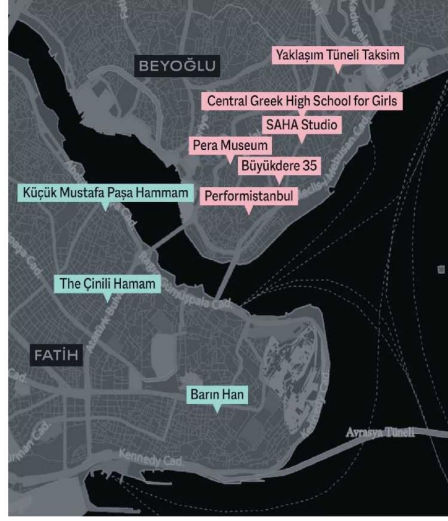 Yaklaşım Tüneli Taksim
BEYOĞLU
Central Greek High School for Girls
SAHA Studio
Pera Museum
Büyükdere 35
Küçük Mustafa Paşa Hammam
Performistanbul
The Çinili Hamam
FATİH
Barın Han
Avrasya Tüneli
Kennedy Cad.